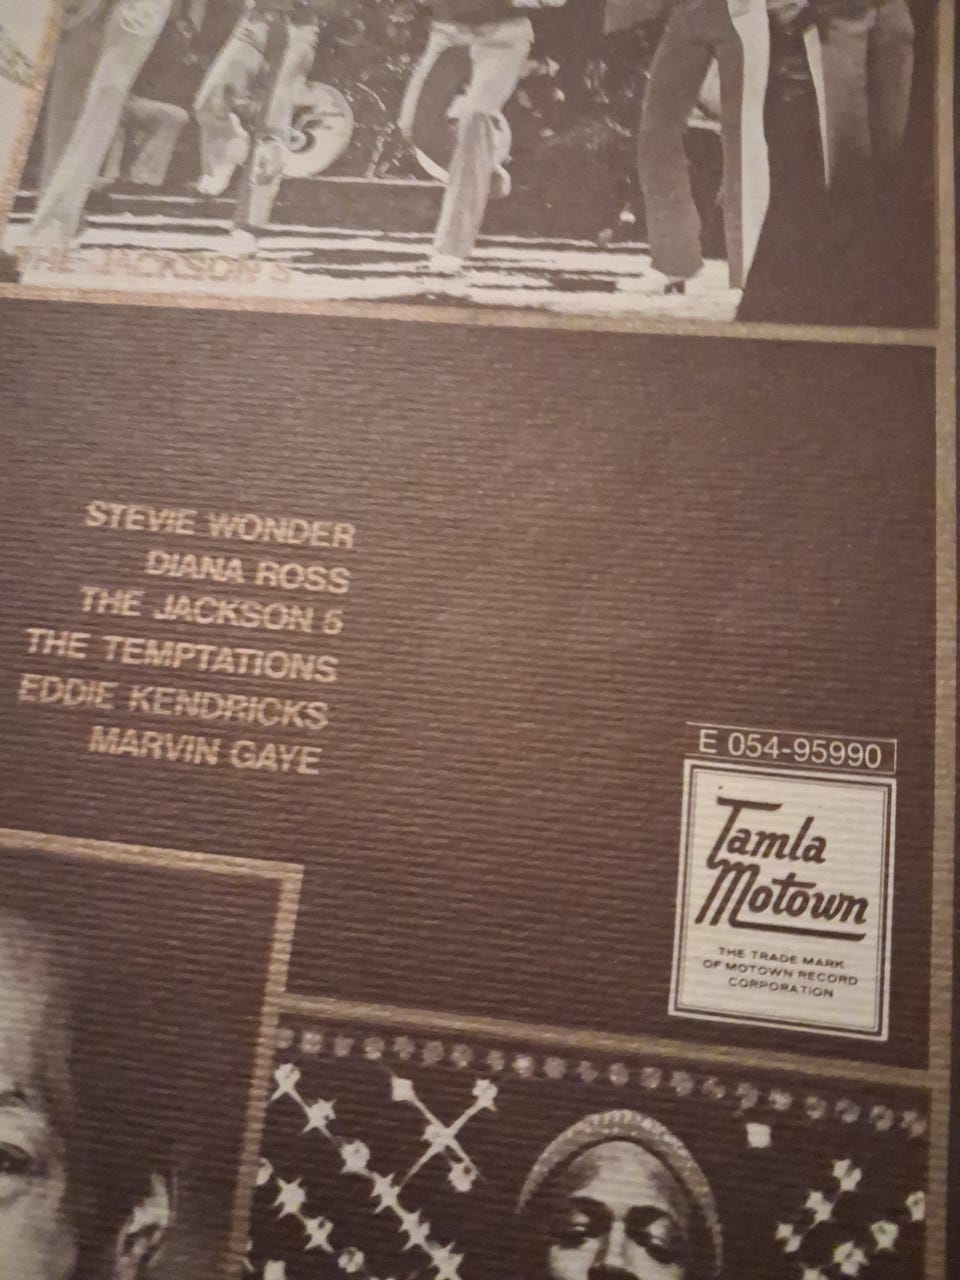 THE JACKSON 5
STEVIE WONDER
DIANA ROSS
THE JACKSON 5
THE TEMPTATIONS
EDDIE KENDRICKS
MARVIN GAYE
E 054-95990
Tamla
Motown
THE TRADE MARK
OF MOTOWN RECORD
CORPORATION